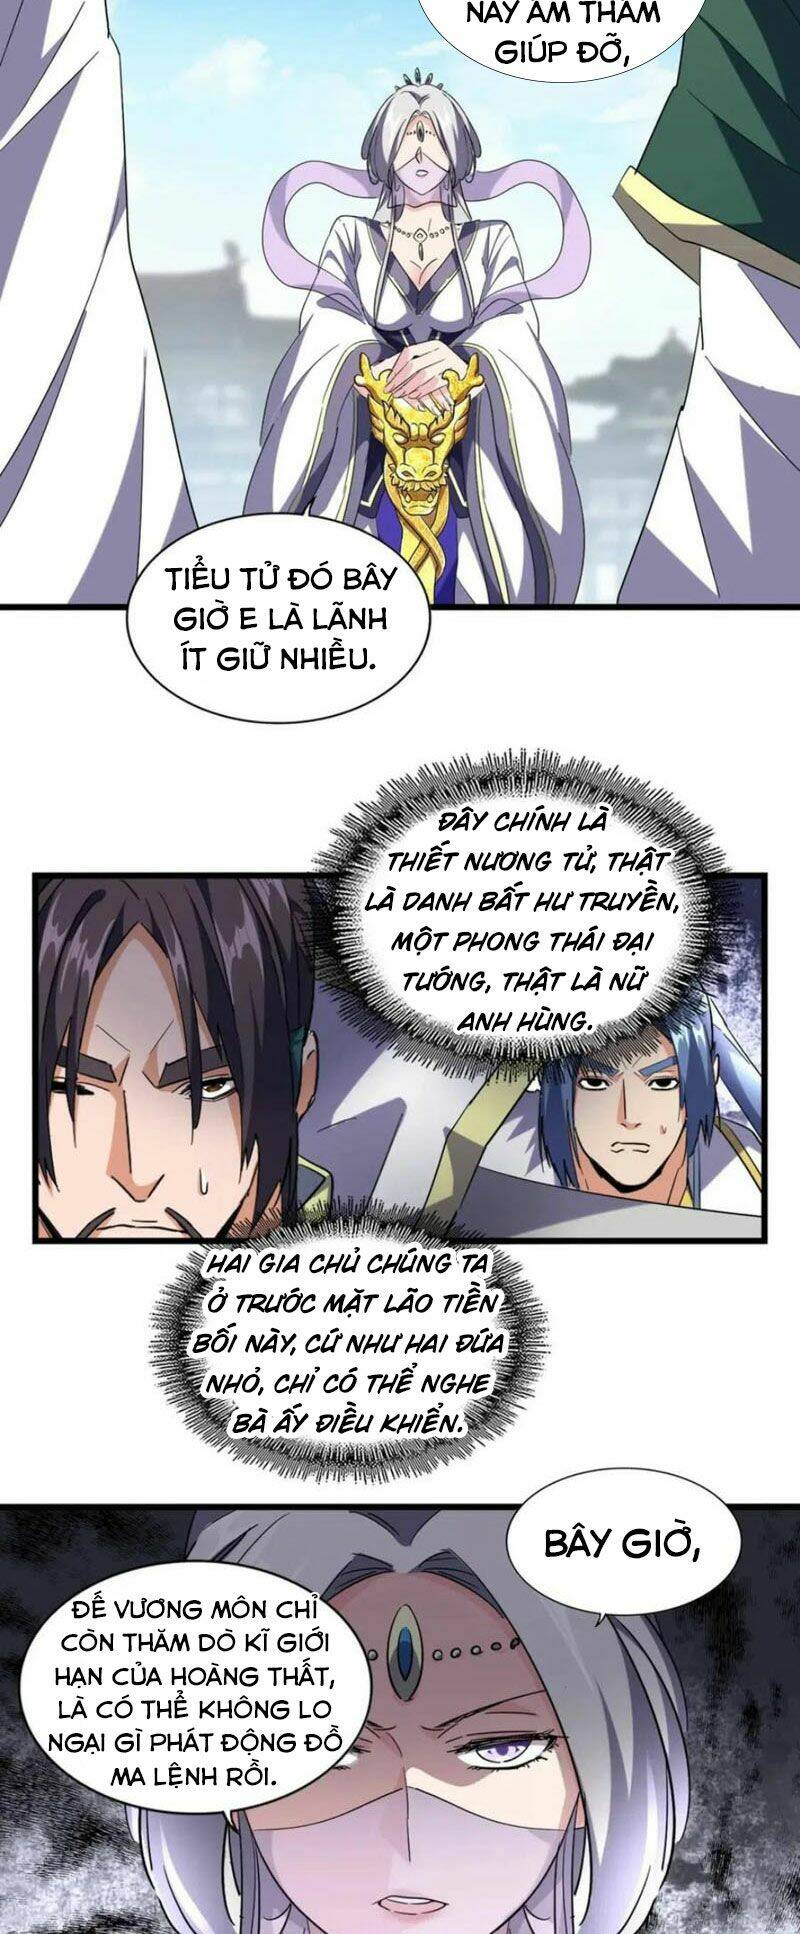 NÀY ÂM THẦM
GIÚP ĐỠ,
TIỂU TỬ ĐÓ BÂY
GIỜ E LÀ LÃNH
ÍT GIỮ NHIỀU.
ĐÂY CHÍNH LÀ
THIẾT NƯƠNG TỬ, THẬT
LÀ DANH BẤT HƯ TRUYỀN,
MỘT PHONG THÁI ĐẠI
TƯỚNG, THẬT LÀ NỮ
ANH HÙNG.
HAI GIA CHỦ CHÚNG TA
Ở TRƯỚC MẶT LÃO TIỀN
BỐI NÀY, CỨ NHƯ HAI ĐỨA
NHỎ, CHỈ CÓ THỂ NGHE
BÀ ẤY ĐIỀU KHIỂN.
BÂY GIỜ,
ĐẾ VƯƠNG MÔN CHỈ
CÒN THĂM DÒ KĨ GIỚI
HẠN CỦA HOÀNG THẤT,
LÀ CÓ THỂ KHÔNG LO
NGẠI GÌ PHÁT ĐỘNG ĐỒ
MA LỆNH RỒI.